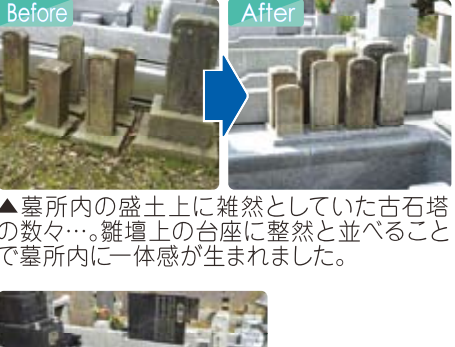 Before
After
▲墓所内の盛土上に雑然としていた古石塔
の数々…。雛壇上の台座に整然と並べること
で墓所内に一体感が生まれました。